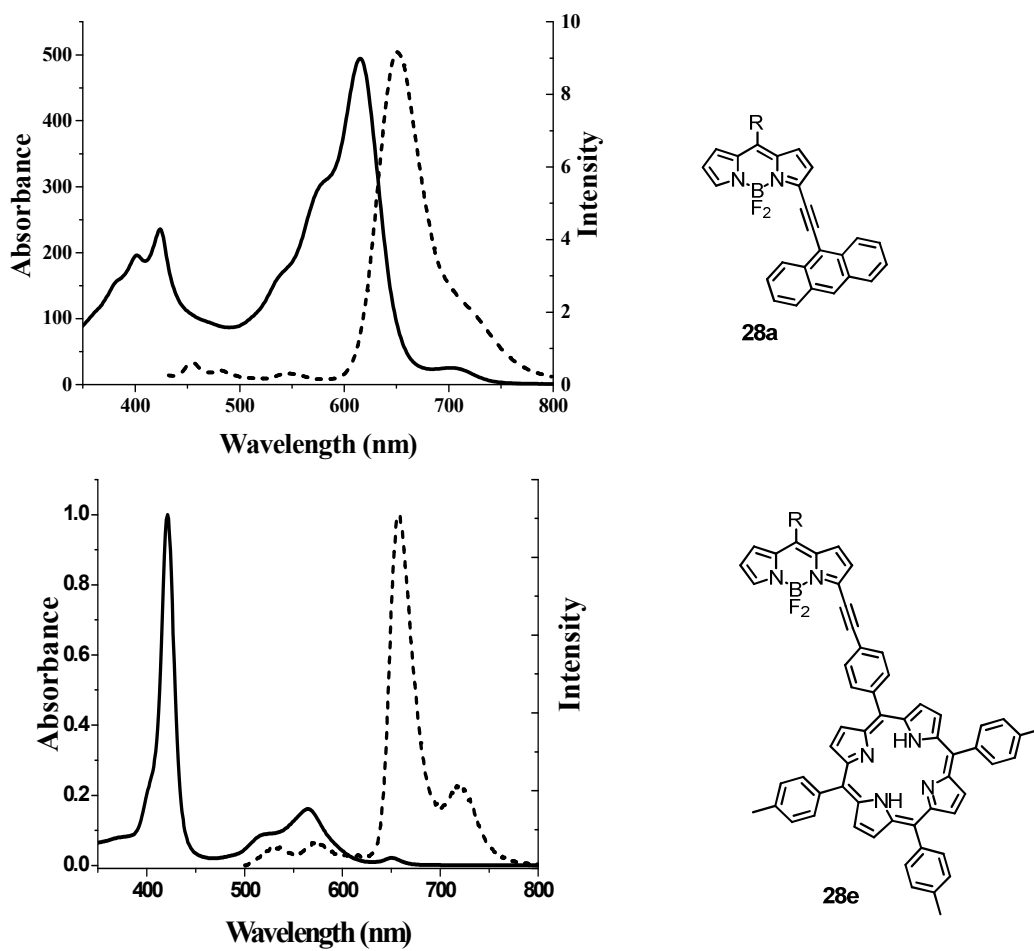 500
400
300
200
100
0
Absorbance
10
8
6
4
2
0
Intensity
400 500 600 700 800
Wavelength (nm)
R
N B N
F2
28a
1.0
0.8
0.6
0.4
0.2
0.0
Absorbance
Intensity
400 500 600 700 800
Wavelength (nm)
R
N B N
F2
HN
N
N
NH
28e